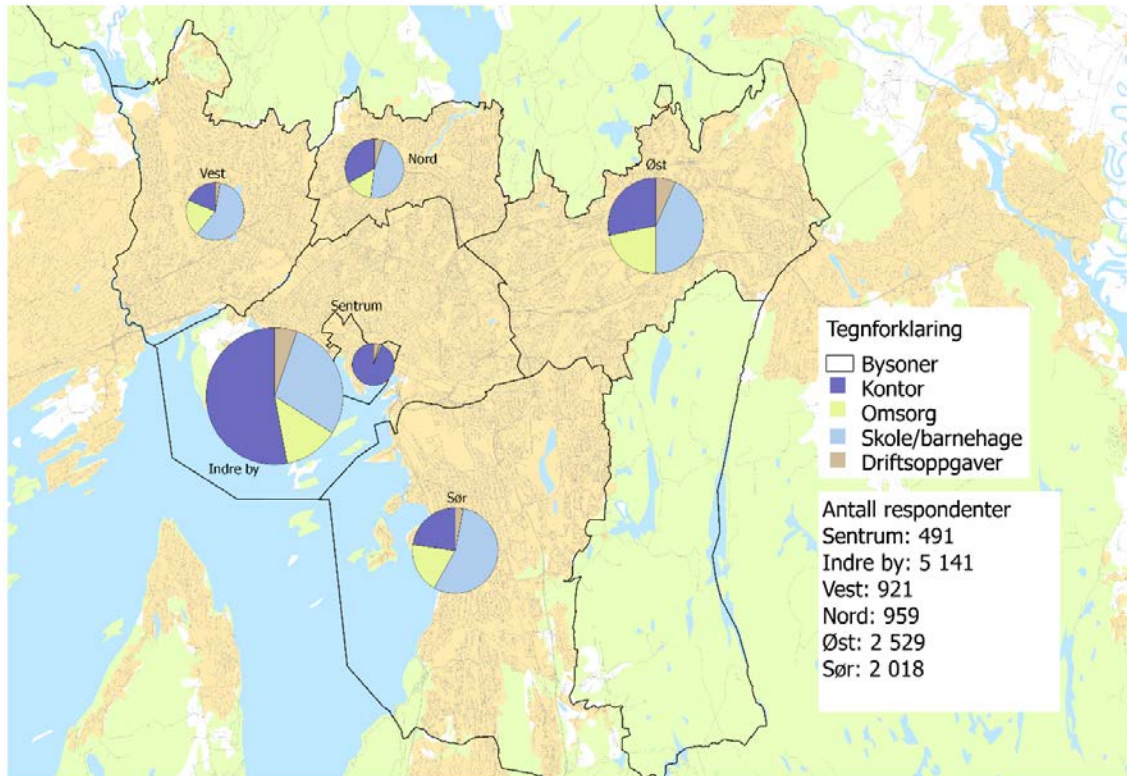 Nord
Vest
Øst
Sentrum
Indre by
Sør
Tegnforklaring
Bysoner
Kontor
Omsorg
Skole/barnehage
Driftsoppgaver
Antall respondenter
Sentrum: 491
Indre by: 5 141
Vest: 921
Nord: 959
Øst: 2 529
Sør: 2 018